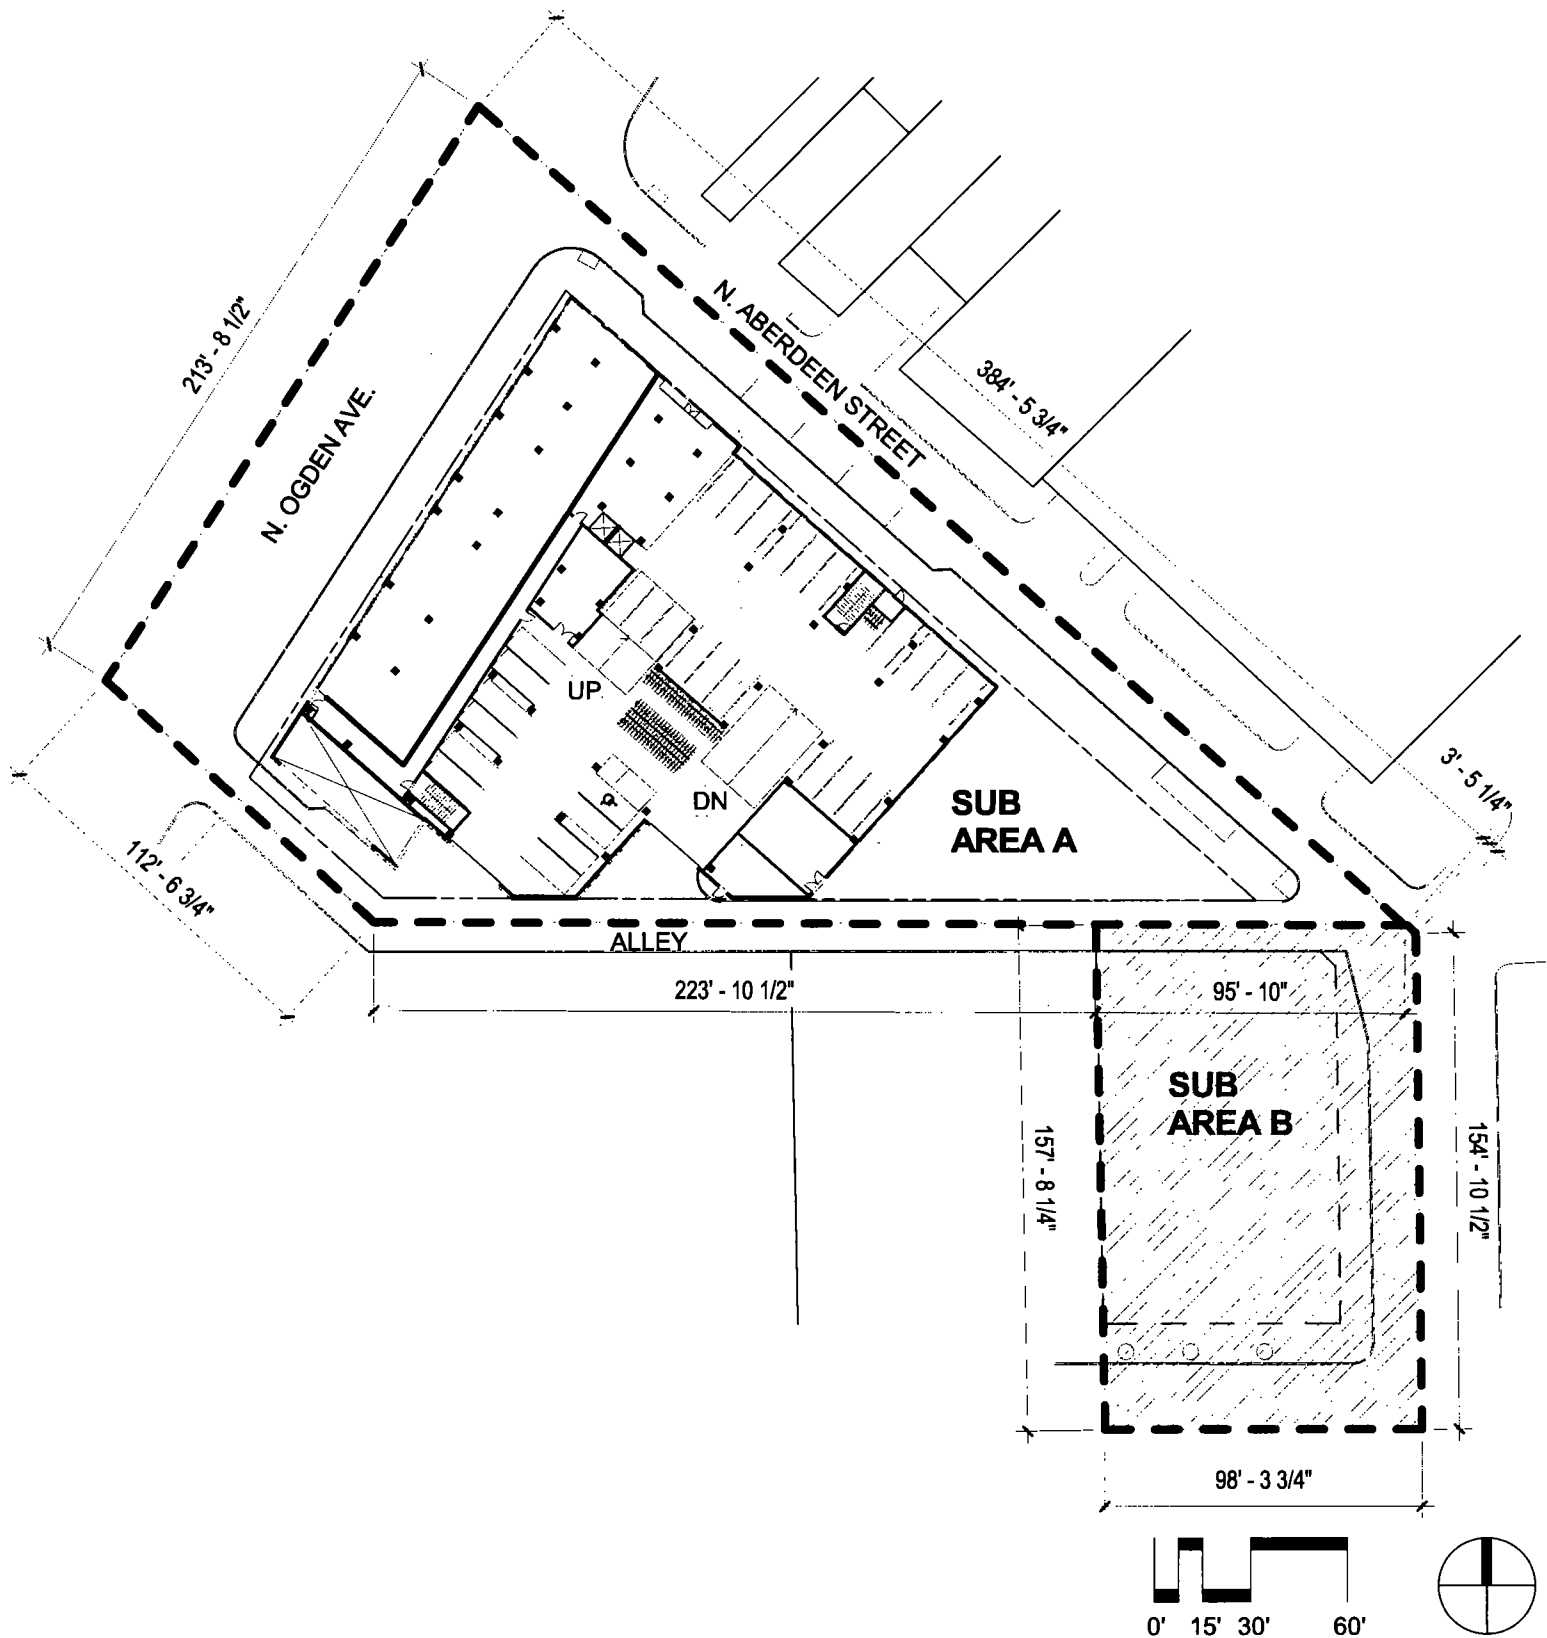 213' - 8 1/2"
N. OGDEN AVE.
N. ABERDEEN STREET
384' - 5 3/4"
3' - 5 1/4"
UP
DN
SUB
AREA A
112' - 6 3/4"
ALLEY
223' - 10 1/2"
95' - 10"
SUB
AREA B
157' - 8 1/4"
154' - 10 1/2"
98' - 3 3/4"
0' 15' 30' 60'